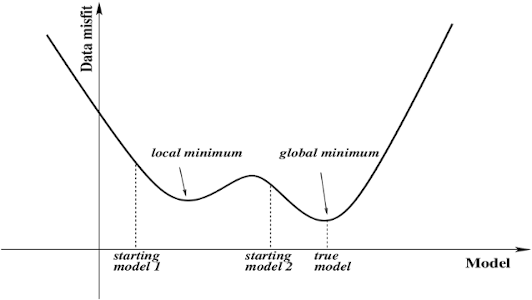 Data misfit
local minimum
global minimum
starting
model 1
starting
model 2
true
model
Model